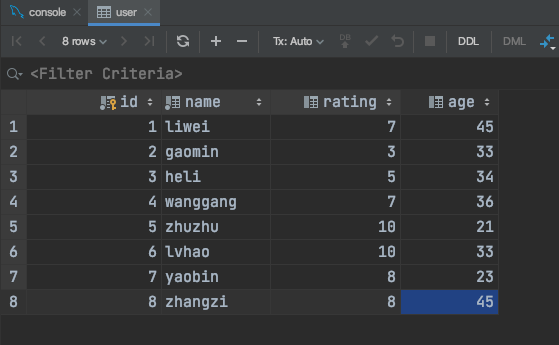 console user
8 rows Tx: Auto DB DDL DML
<Filter Criteria>
id name rating age
1 1 liwei 7 45
2 2 gaomin 3 33
3 3 heli 5 34
4 4 wanggang 7 36
5 5 zhuzhu 10 21
6 6 lvhao 10 33
7 7 yaobin 8 23
8 8 zhangzi 8 45